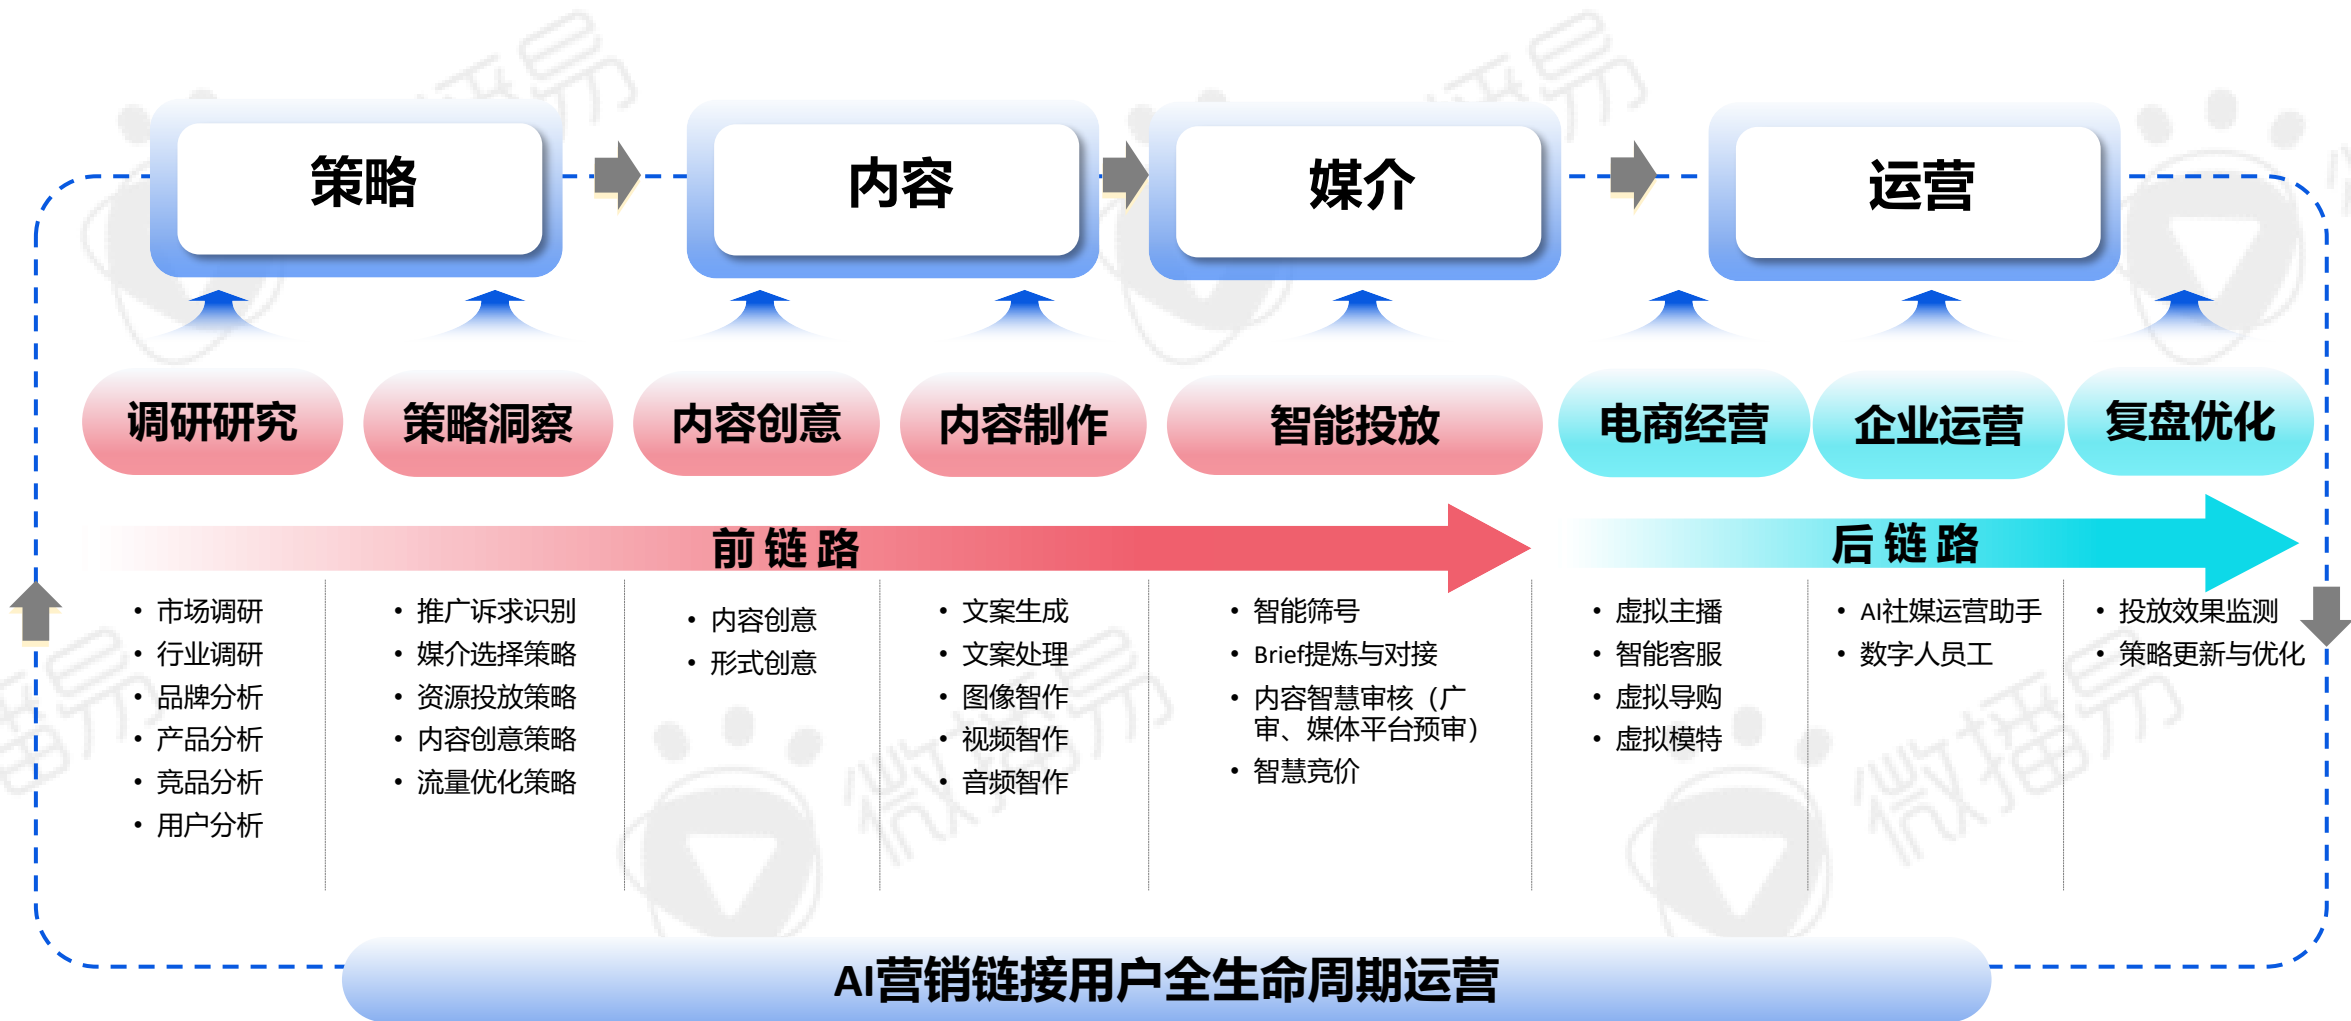 策略
内容
媒介
运营
调研研究
策略洞察
内容创意
内容制作
智能投放
电商经营
企业运营
复盘优化
前链路
后链路
• 市场调研
• 行业调研
• 品牌分析
• 产品分析
• 竞品分析
• 用户分析
• 推广诉求识别
• 媒介选择策略
• 资源投放策略
• 内容创意策略
• 流量优化策略
• 内容创意
• 形式创意
• 文案生成
• 文案处理
• 图像智作
• 视频智作
• 音频智作
• 智能筛号
• Brief提炼与对接
• 内容智慧审核（广
审、媒体平台预审）
• 智慧竞价
• 虚拟主播
• 智能客服
• 虚拟导购
• 虚拟模特
• AI社媒运营助手
• 数字人员工
• 投放效果监测
• 策略更新与优化
AI营销链接用户全生命周期运营
微播易
微播易